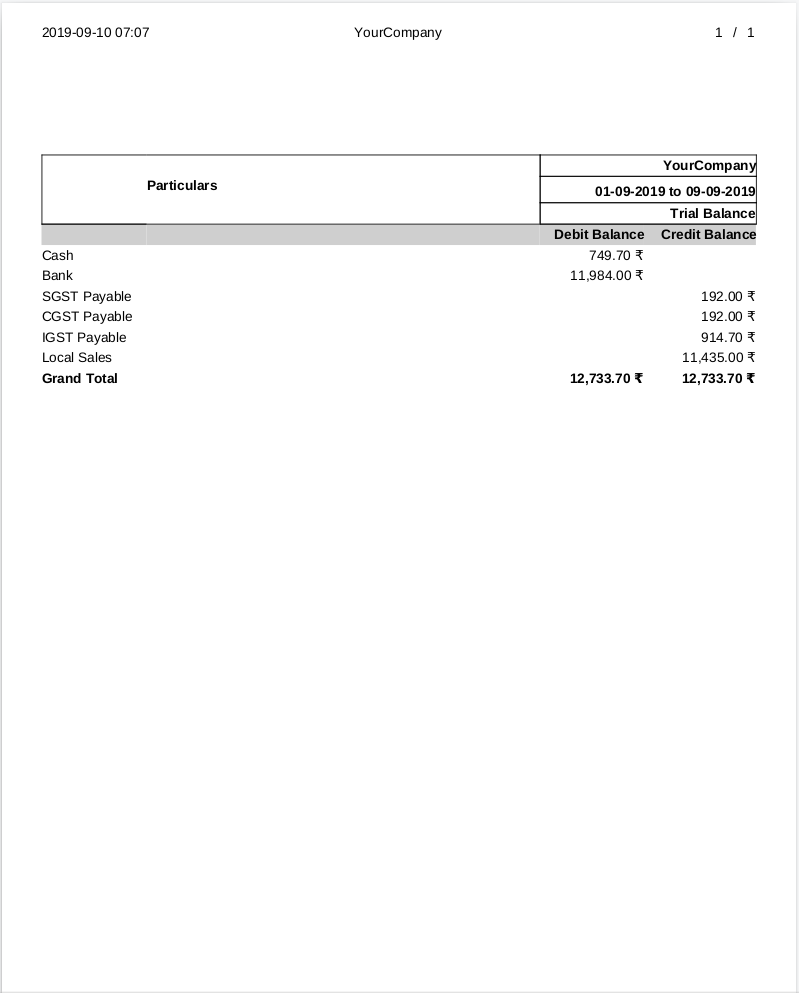 2019-09-10 07:07 YourCompany 1 / 1
YourCompany
Particulars
01-09-2019 to 09-09-2019
Trial Balance
Debit Balance Credit Balance
Cash 749.70 ₹
Bank 11,984.00 ₹
SGST Payable 192.00 ₹
CGST Payable 192.00 ₹
IGST Payable 914.70 ₹
Local Sales 11,435.00 ₹
Grand Total 12,733.70 ₹ 12,733.70 ₹